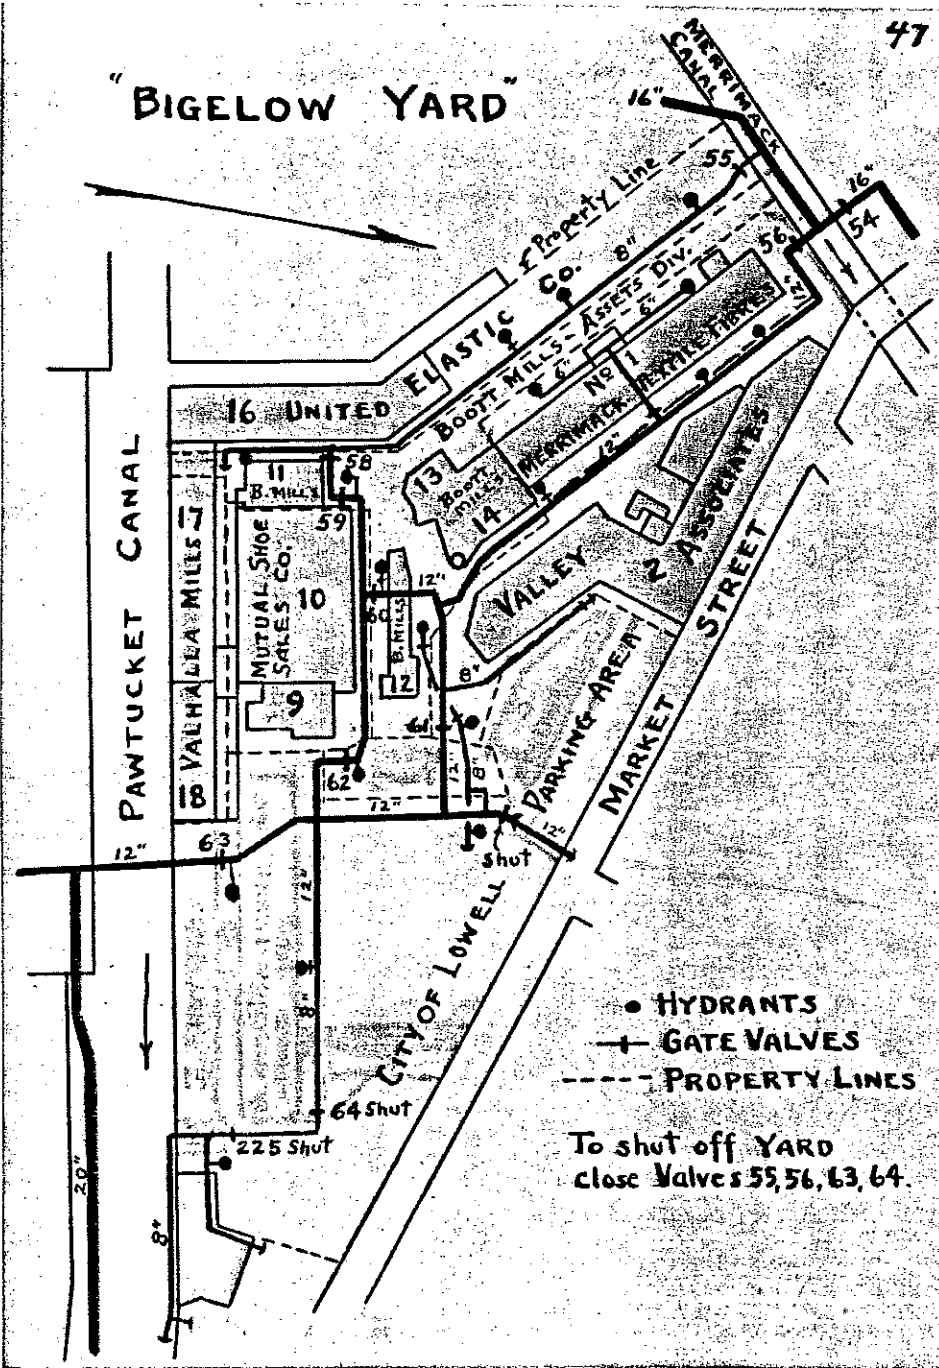 47
"BIGELOW YARD"
MERRIMACK
CANAL
MERRIMACK
16"
55
16"
54
56
Property Line
8"
12"
CO.
ELASTIC
BOOTT MILLS - ASSETS DIV.
6"
6"
TEXTILE FIBRES
Nº 1
MERRIMACK
12"
16 UNITED
13
BOOTT
MILLS
14
58
11
B. MILLS
59
PAWTUCKET CANAL
17
VALHALLA MILLS
MUTUAL SHOE
SALES CO.
10
12"
60
B. MILLS
12
VALLEY
2 ASSOCIATES
MARKET STREET
8"
PARKING AREA
9
61
12"
8"
18 VALHALLA MILLS
62
12"
12"
Shut
12"
63
12"
8"
CITY OF LOWELL
HYDRANTS
GATE VALVES
PROPERTY LINES
64 Shut
225 Shut
To shut off YARD
close Valves 55, 56, 63, 64.
20"
8"